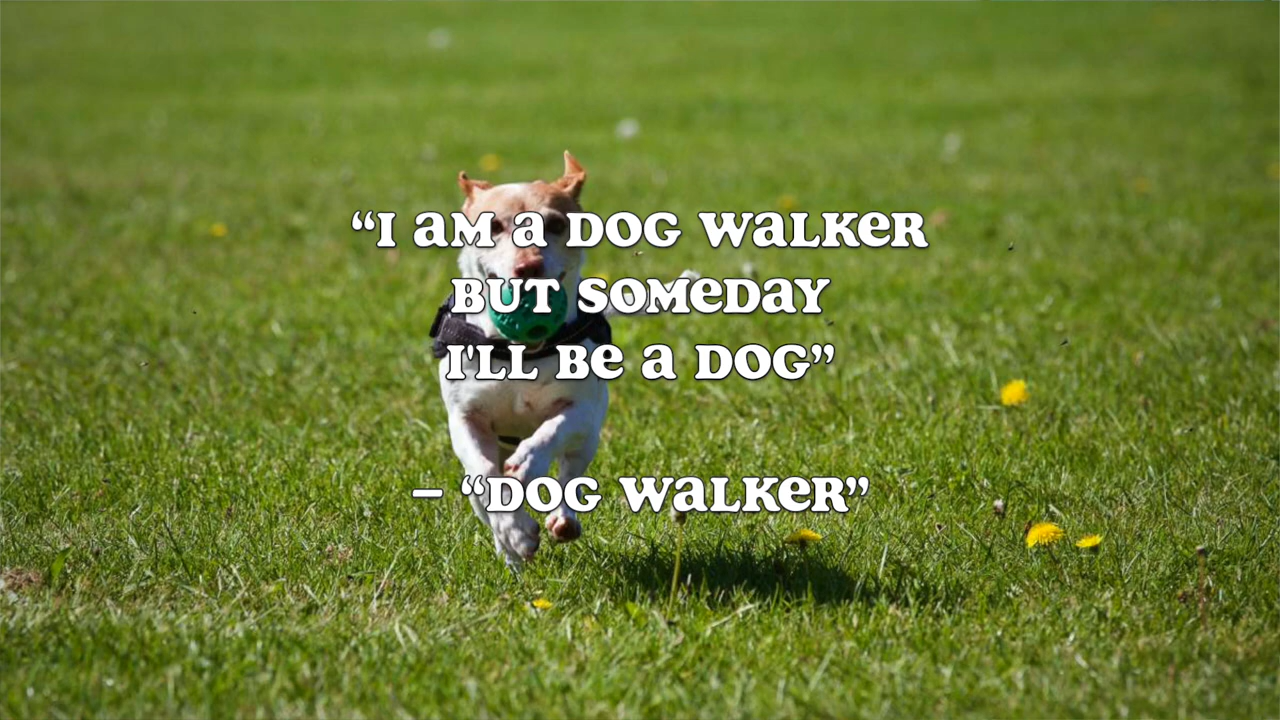 “I am a DOG walker
but someday
I'll be a DOG”
– “DOG walker”